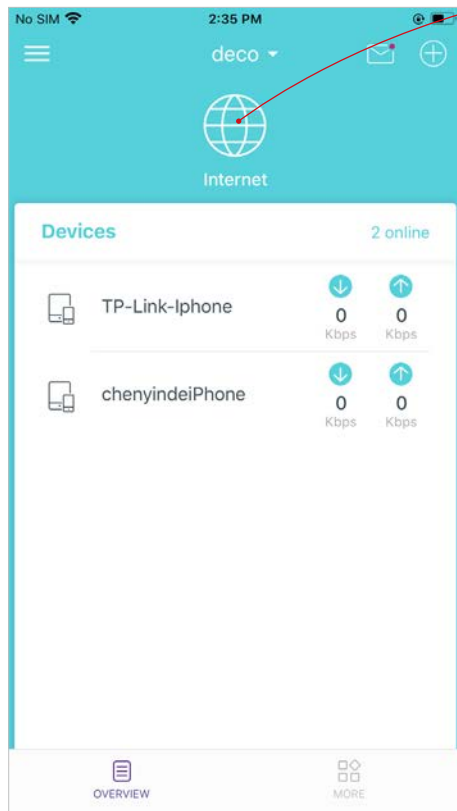 No SIM 2:35 PM
deco
Internet
Devices 2 online
TP-Link-Iphone 0 0
Kbps Kbps
chenyindeiPhone 0 0
Kbps Kbps
OVERVIEW MORE